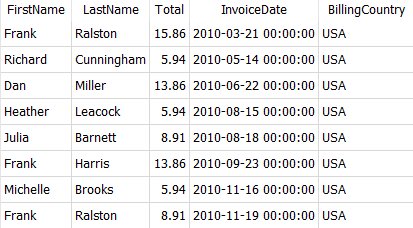 FirstName LastName Total InvoiceDate BillingCountry
Frank Ralston 15.86 2010-03-21 00:00:00 USA
Richard Cunningham 5.94 2010-05-14 00:00:00 USA
Dan Miller 13.86 2010-06-22 00:00:00 USA
Heather Leacock 5.94 2010-08-15 00:00:00 USA
Julia Barnett 8.91 2010-08-18 00:00:00 USA
Frank Harris 13.86 2010-09-23 00:00:00 USA
Michelle Brooks 5.94 2010-11-16 00:00:00 USA
Frank Ralston 8.91 2010-11-19 00:00:00 USA